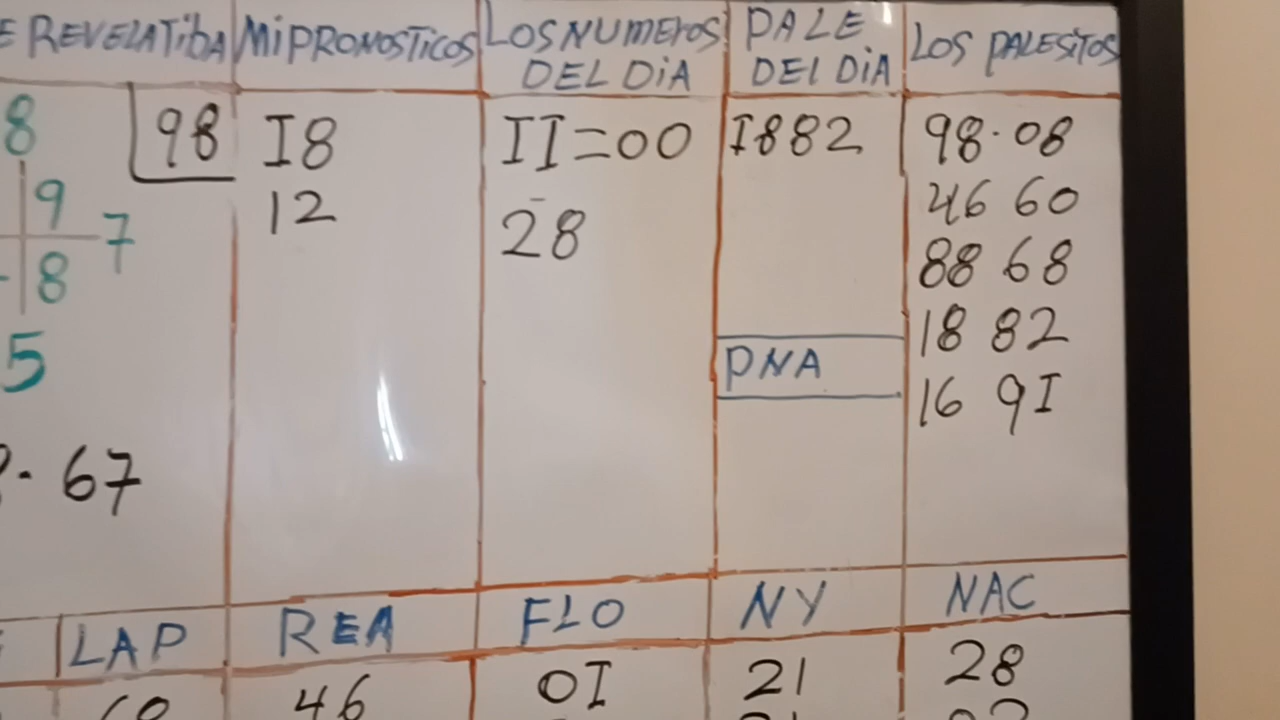 E REVELATiBA MiPRONOSTiCOS LOS NUMEROS DEL DiA PALE DEl DiA LOS PALESiTOS
8 98 I8 II=00 I882 98.08
9 7 12 28 46 60
8 88 68
5 18 82
PNA 16 9I
. 67
LAP REA FLO NY NAC
46 0I 21 28